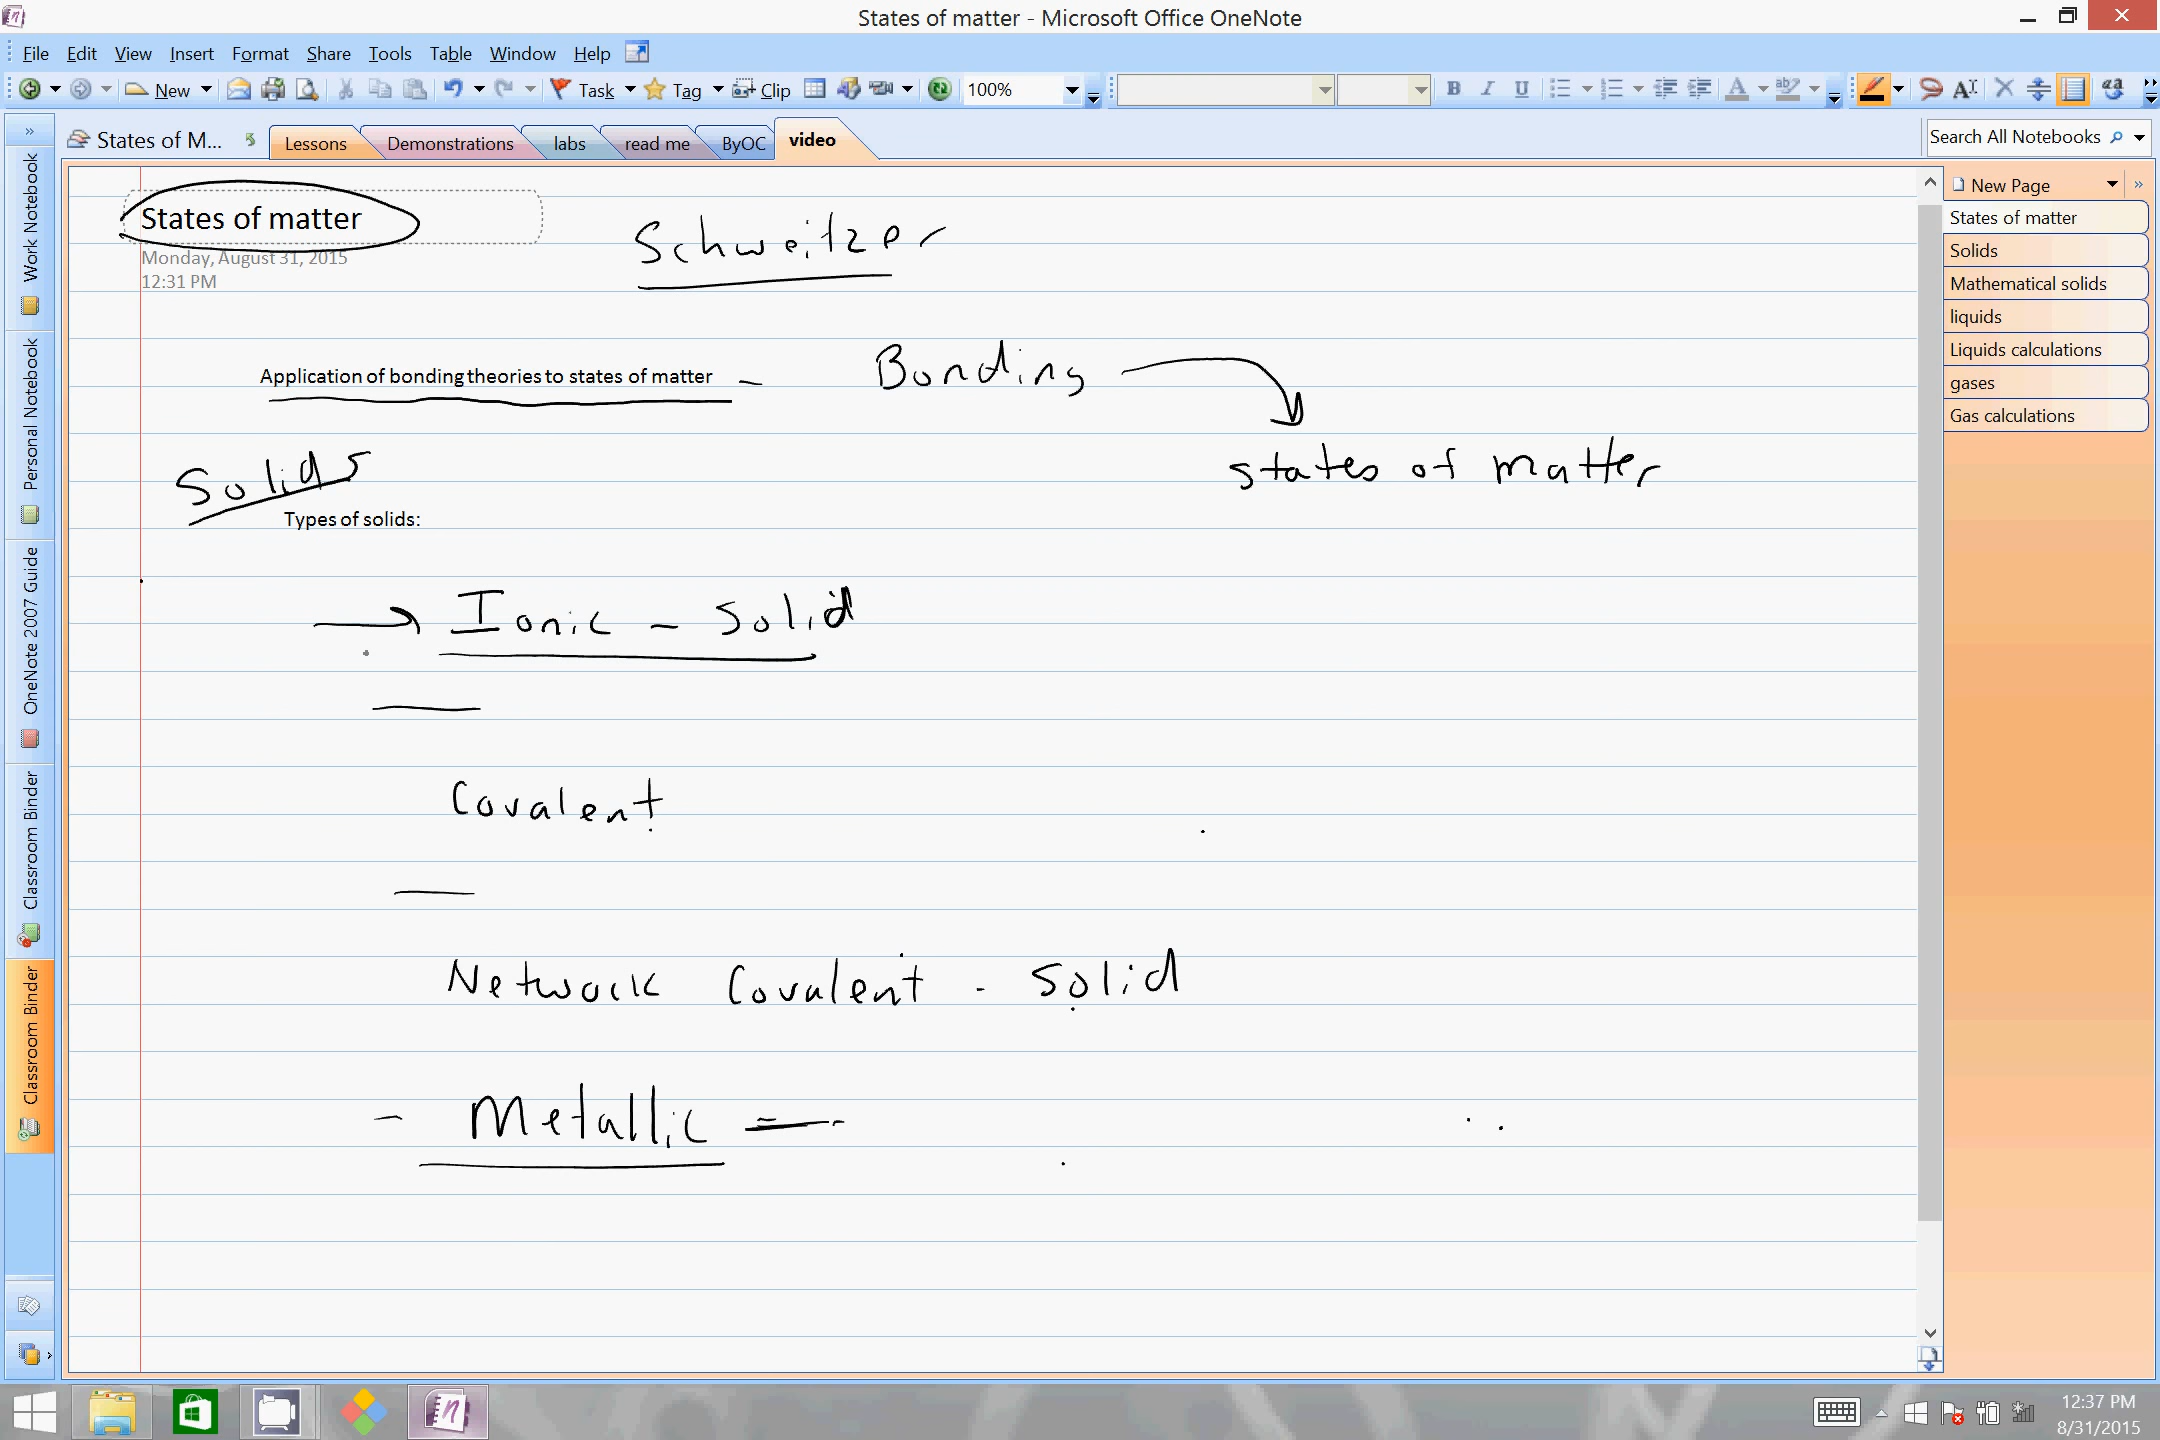 States of matter - Microsoft Office OneNote
File Edit View Insert Format Share Tools Table Window Help
New Task Tag Clip 100% B I U
States of M... Lessons Demonstrations labs read me ByOC video Search All Notebooks
Work Notebook
Personal Notebook
OneNote 2007 Guide
Classroom Binder
Classroom Binder
States of matter
Monday, August 31, 2015
12:31 PM
Schweitzer
Application of bonding theories to states of matter - Bonding
states of matter
Solids
Types of solids:
Ionic - Solid
Covalent
Network Covalent - Solid
- Metallic
New Page
States of matter
Solids
Mathematical solids
liquids
Liquids calculations
gases
Gas calculations
12:37 PM
8/31/2015